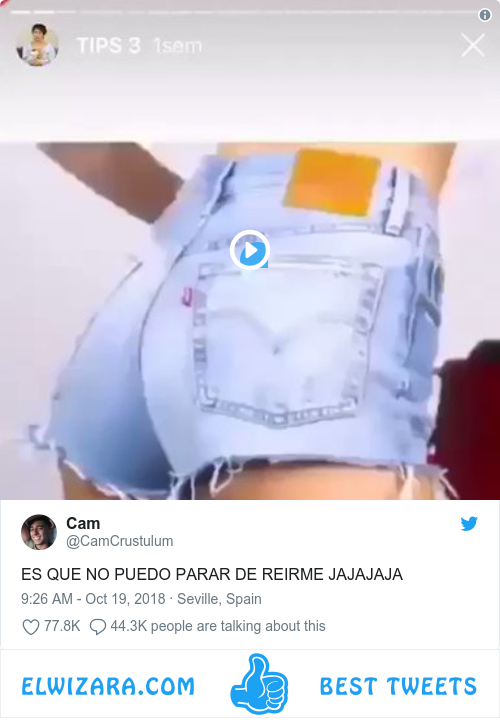 TIPS 3 1sem
Cam
@CamCrustulum
ES QUE NO PUEDO PARAR DE REIRME JAJAJAJA
9:26 AM - Oct 19, 2018 · Seville, Spain
77.8K 44.3K people are talking about this
ELWIZARA.COM BEST TWEETS